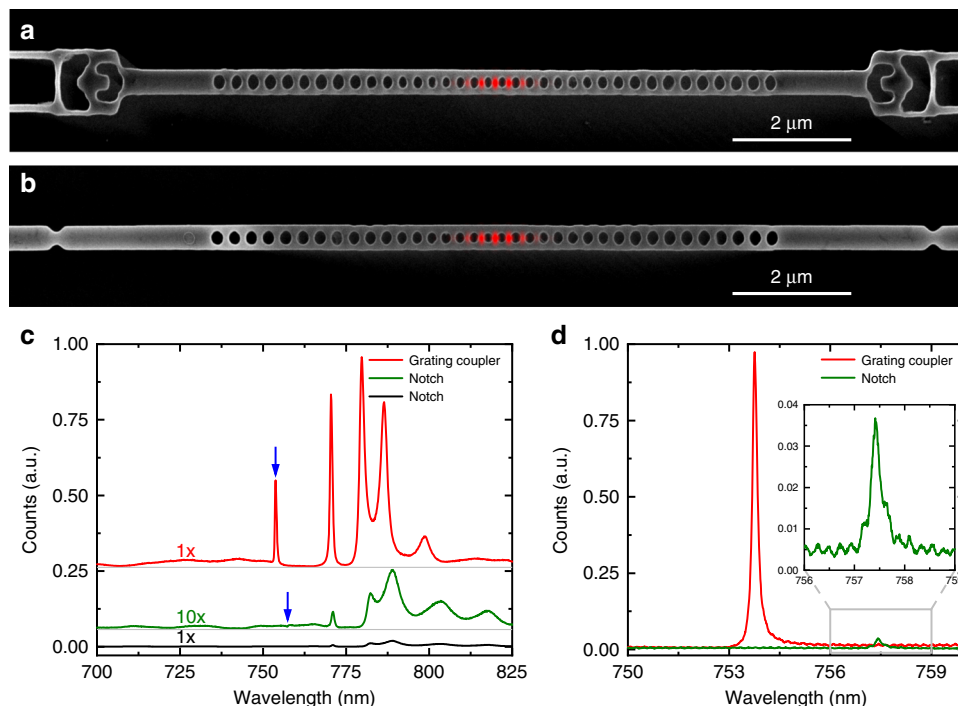 a
2 μm
b
2 μm
c
1.00
0.75
0.50
0.25
0.00
Counts (a.u.)
Grating coupler
Notch
Notch
1x
10x
1x
700 725 750 775 800 825
Wavelength (nm)
d
1.00
0.75
0.50
0.25
0.00
Counts (a.u.)
Grating coupler
Notch
0.04
0.03
0.01
0.00
756 757 758
750 753 756 759
Wavelength (nm)